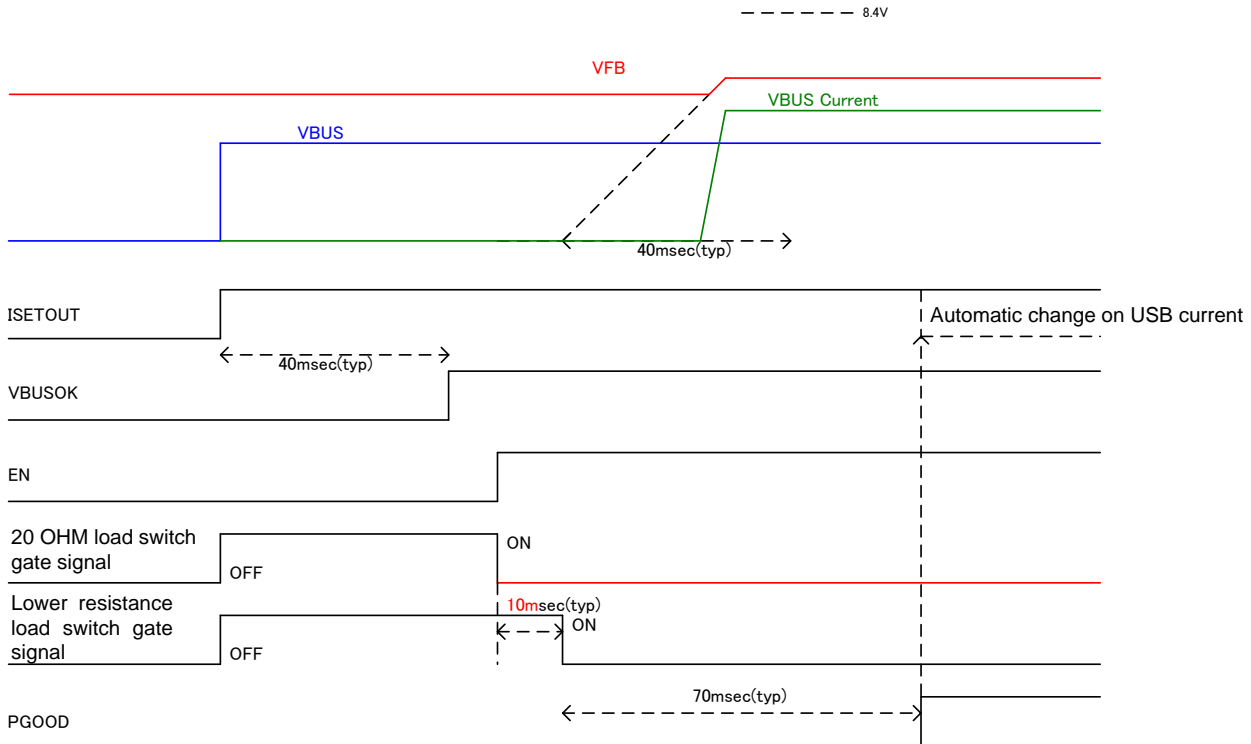 8.4V
VFB
VBUS Current
VBUS
40msec(typ)
ISETOUT
Automatic change on USB current
40msec(typ)
VBUSOK
EN
20 OHM load switch
gate signal
ON
OFF
Lower resistance
load switch gate
signal
10msec(typ)
ON
OFF
70msec(typ)
PGOOD